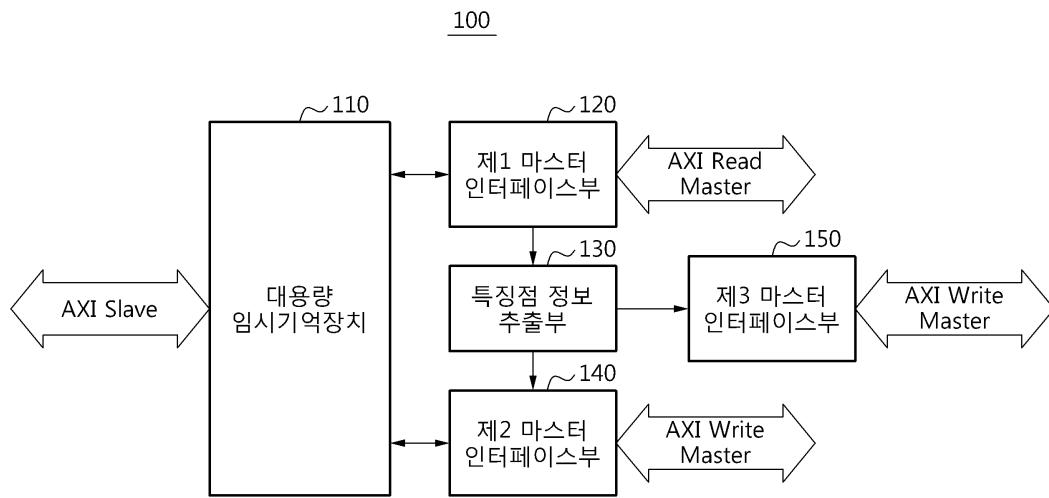 100
110
120
제1 마스터
인터페이스부
AXI Read
Master
130
150
AXI Slave
대용량
임시기억장치
특징점 정보
추출부
제3 마스터
인터페이스부
AXI Write
Master
140
제2 마스터
인터페이스부
AXI Write
Master